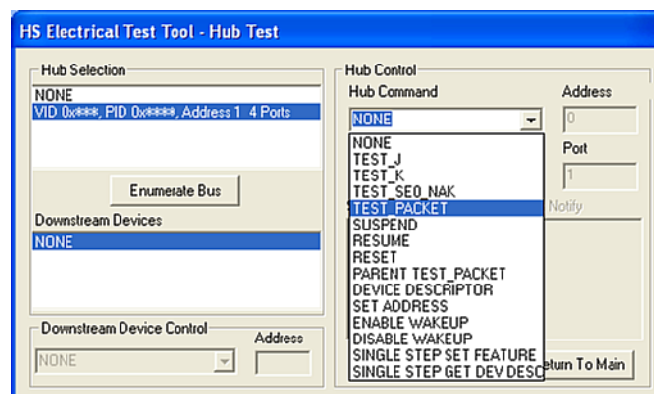 HS Electrical Test Tool - Hub Test
Hub Selection
NONE
VID 0x***, PID 0x****, Address 1 4 Ports
Enumerate Bus
Downstream Devices
NONE
Downstream Device Control
Address
NONE
Hub Control
Hub Command
Address
NONE
0
Port
1
NONE
TEST_J
TEST_K
TEST_SE0_NAK
TEST_PACKET
SUSPEND
RESUME
RESET
PARENT TEST_PACKET
DEVICE DESCRIPTOR
SET ADDRESS
ENABLE WAKEUP
DISABLE WAKEUP
SINGLE STEP SET FEATURE
SINGLE STEP GET DEV DESC
Notify
eturn To Main